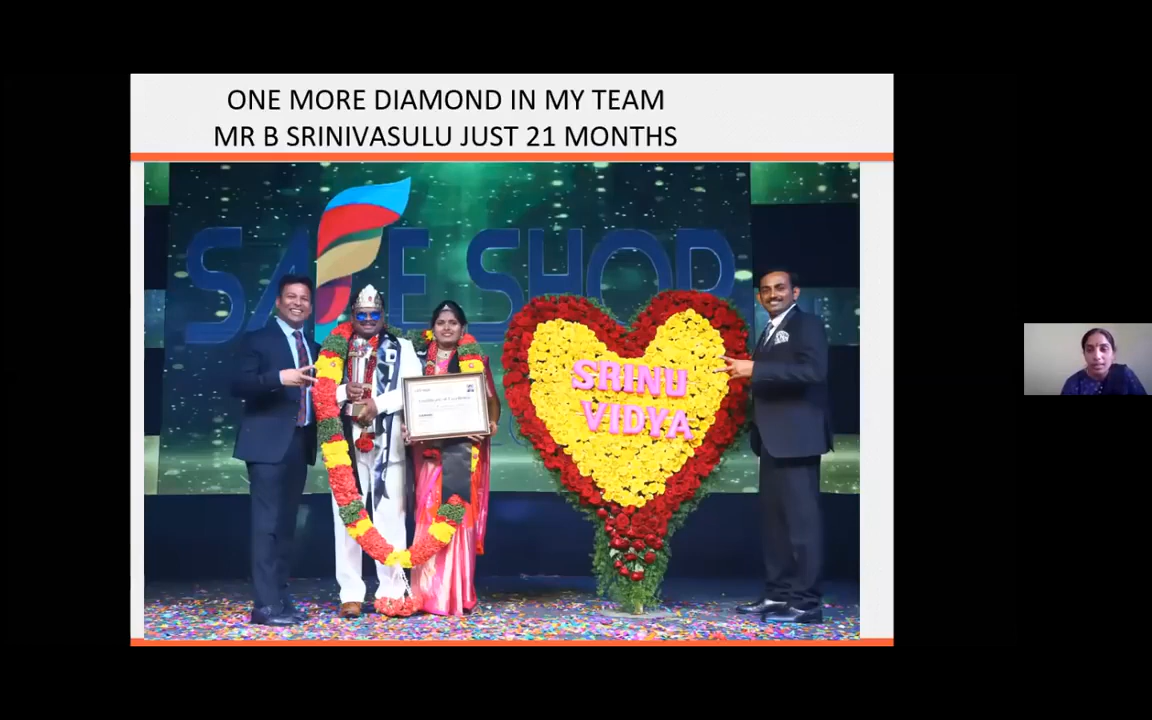 ONE MORE DIAMOND IN MY TEAM
MR B SRINIVASULU JUST 21 MONTHS
SAFE SHOP
SRINU
VIDYA